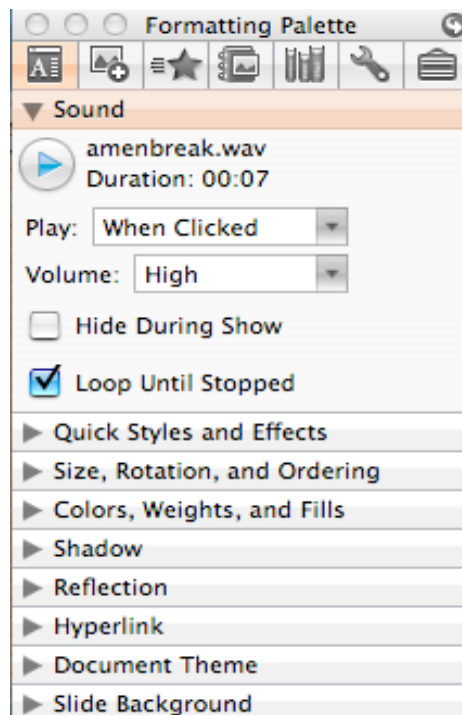 Formatting Palette
Sound
amenbreak.wav
Duration: 00:07
Play: When Clicked
Volume: High
Hide During Show
Loop Until Stopped
Quick Styles and Effects
Size, Rotation, and Ordering
Colors, Weights, and Fills
Shadow
Reflection
Hyperlink
Document Theme
Slide Background